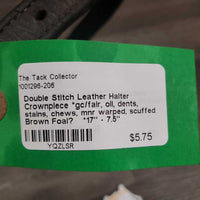 The Tack Collector
1001296-206
Double Stitch Leather Halter
Crownpiece *gc/fair, oil, dents,
stains, chews, mnr warped, scuffed
Brown Foal? *17" - 7.5"
$5.75
YQZLSR